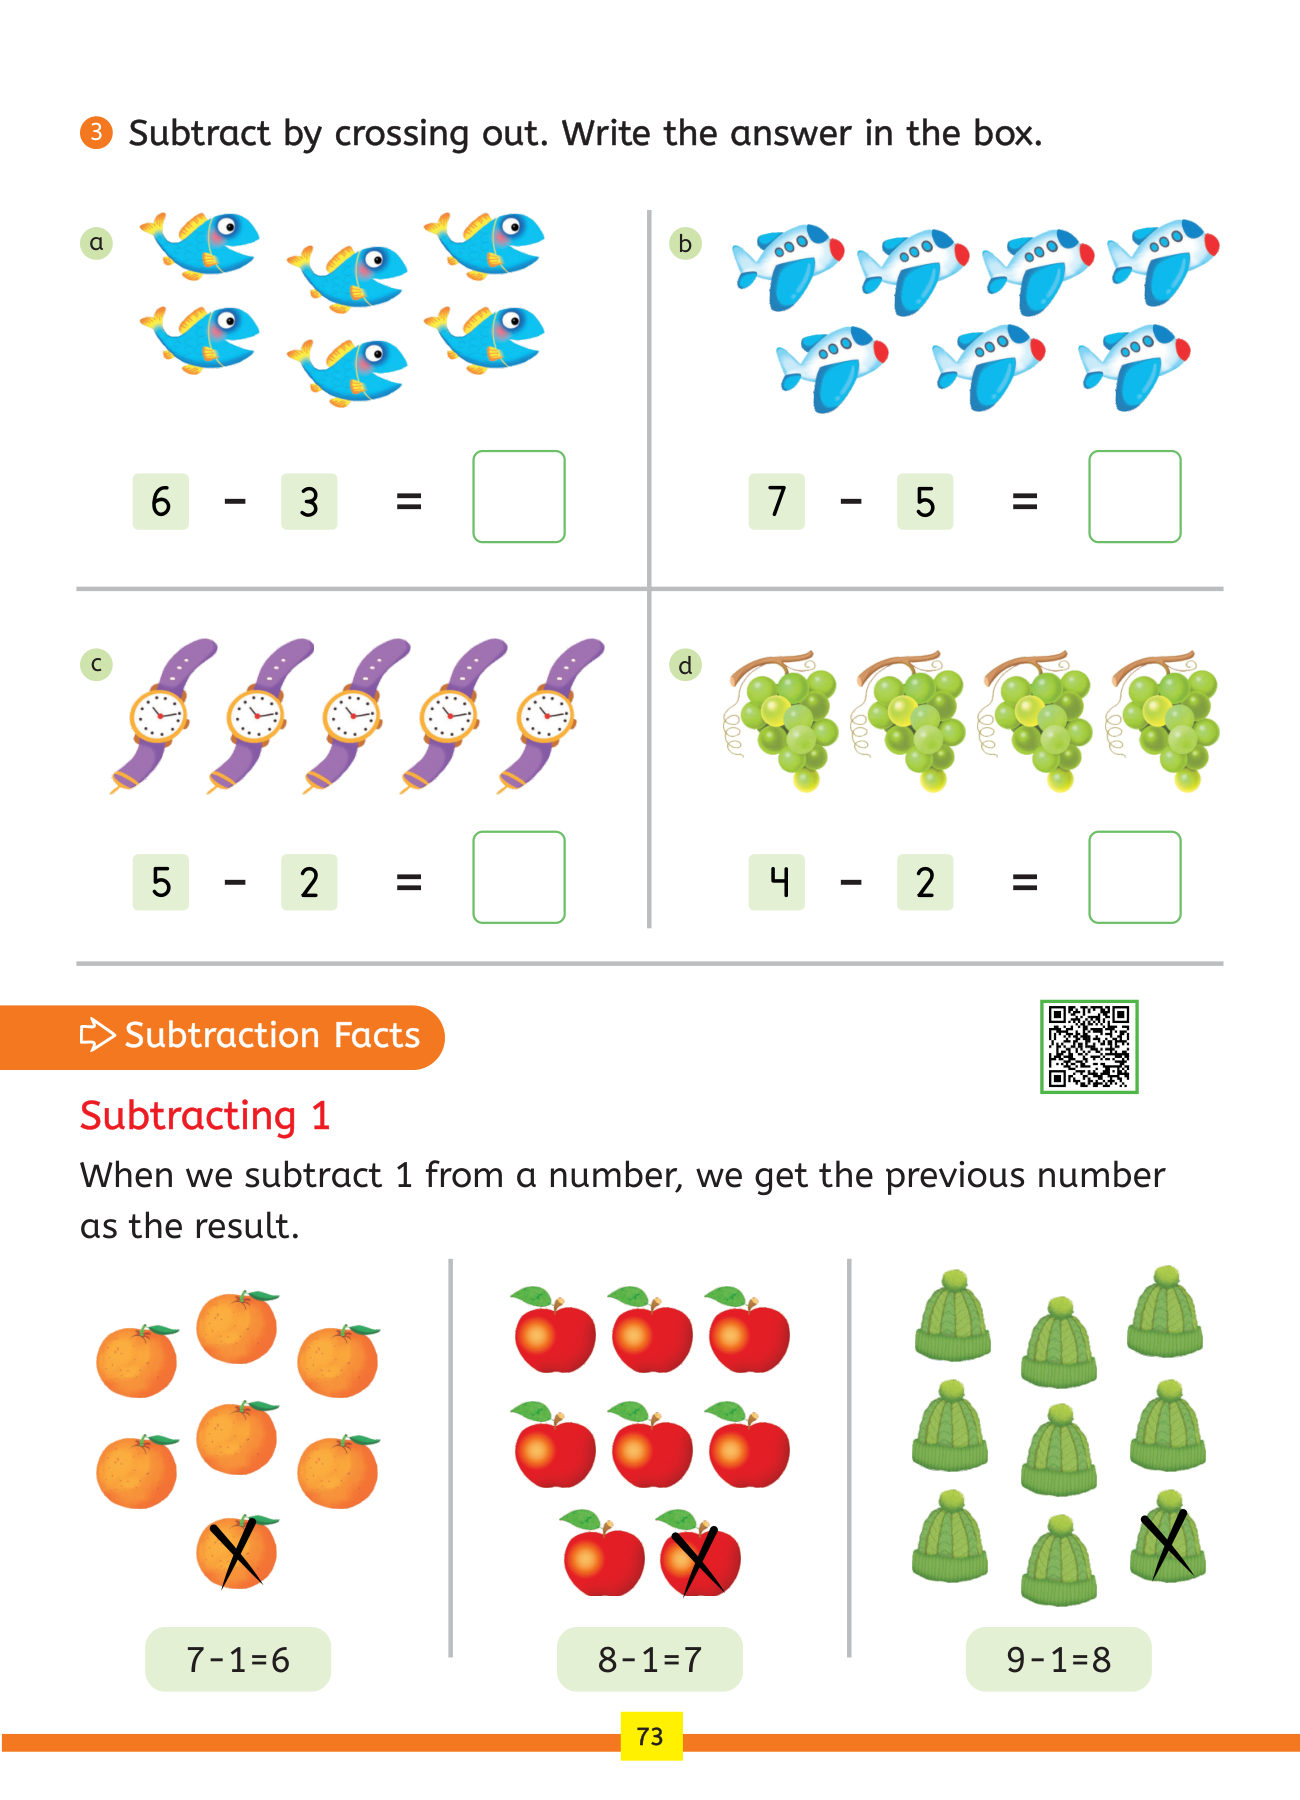 3 Subtract by crossing out. Write the answer in the box.
a
b
6 - 3 =
7 - 5 =
c
d
5 - 2 =
4 - 2 =
Subtraction Facts
Subtracting 1
When we subtract 1 from a number, we get the previous number
as the result.
7-1=6
8-1=7
9-1=8
73